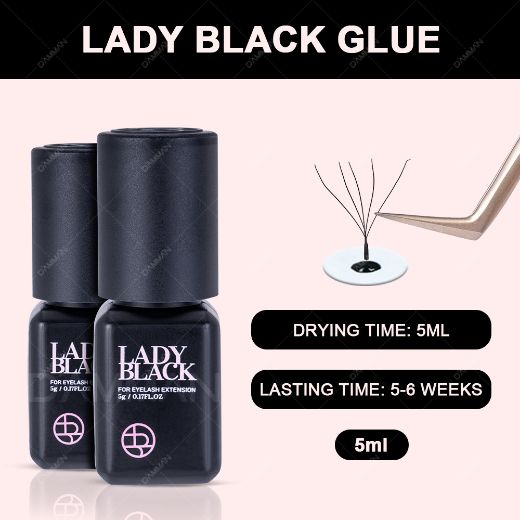 LADY BLACK GLUE
DRYING TIME: 5ML
LASTING TIME: 5-6 WEEKS
5ml
LADY
BLACK
FOR EYELASH
5g / 0.17FL.OZ
LADY
BLACK
FOR EYELASH EXTENSION
5g / 0.17FL.OZ
DAMMAN